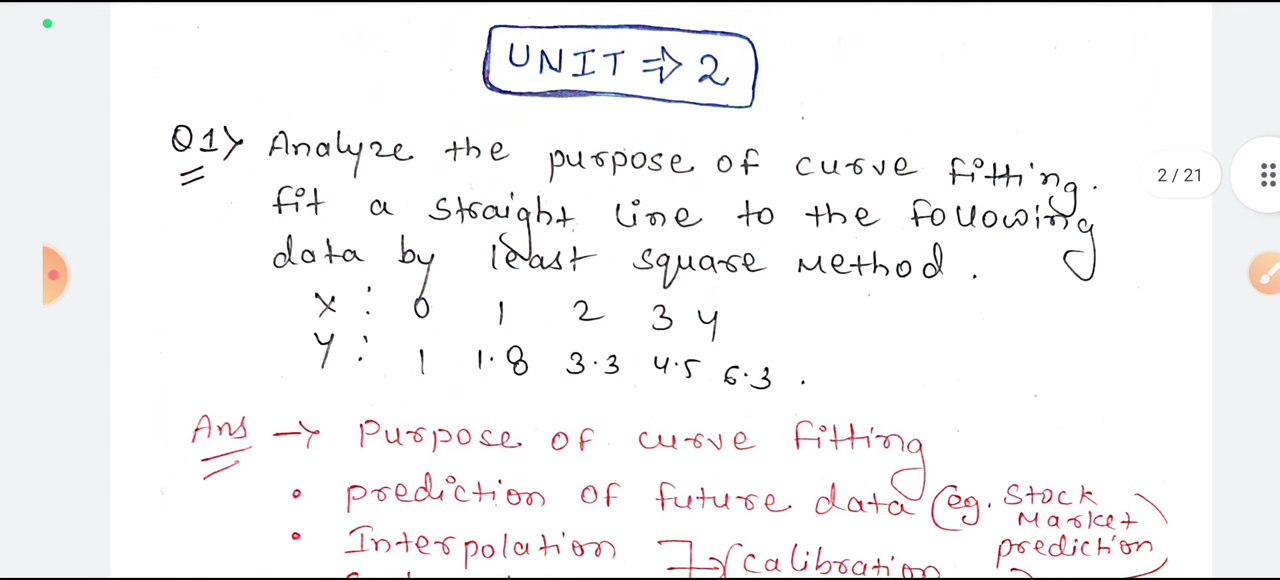 UNIT ⇒ 2
Q1> Analyze the purpose of curve fitting.
fit a straight line to the following
data by least square Method.
x : 0 1 2 3 4
y : 1 1.8 3.3 4.5 6.3.
2 / 21
Ans → Purpose of curve fitting
• prediction of future data (eg. Stock
Market
prediction)
• Interpolation (calibration